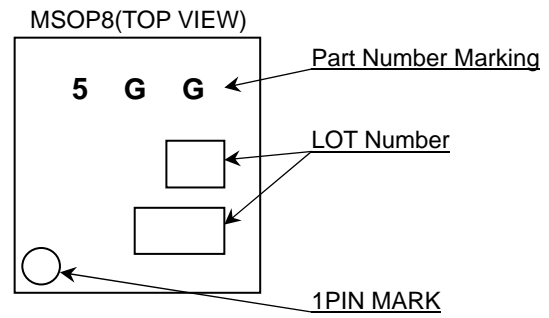 MSOP8(TOP VIEW)
Part Number Marking
5 G G
LOT Number
1PIN MARK